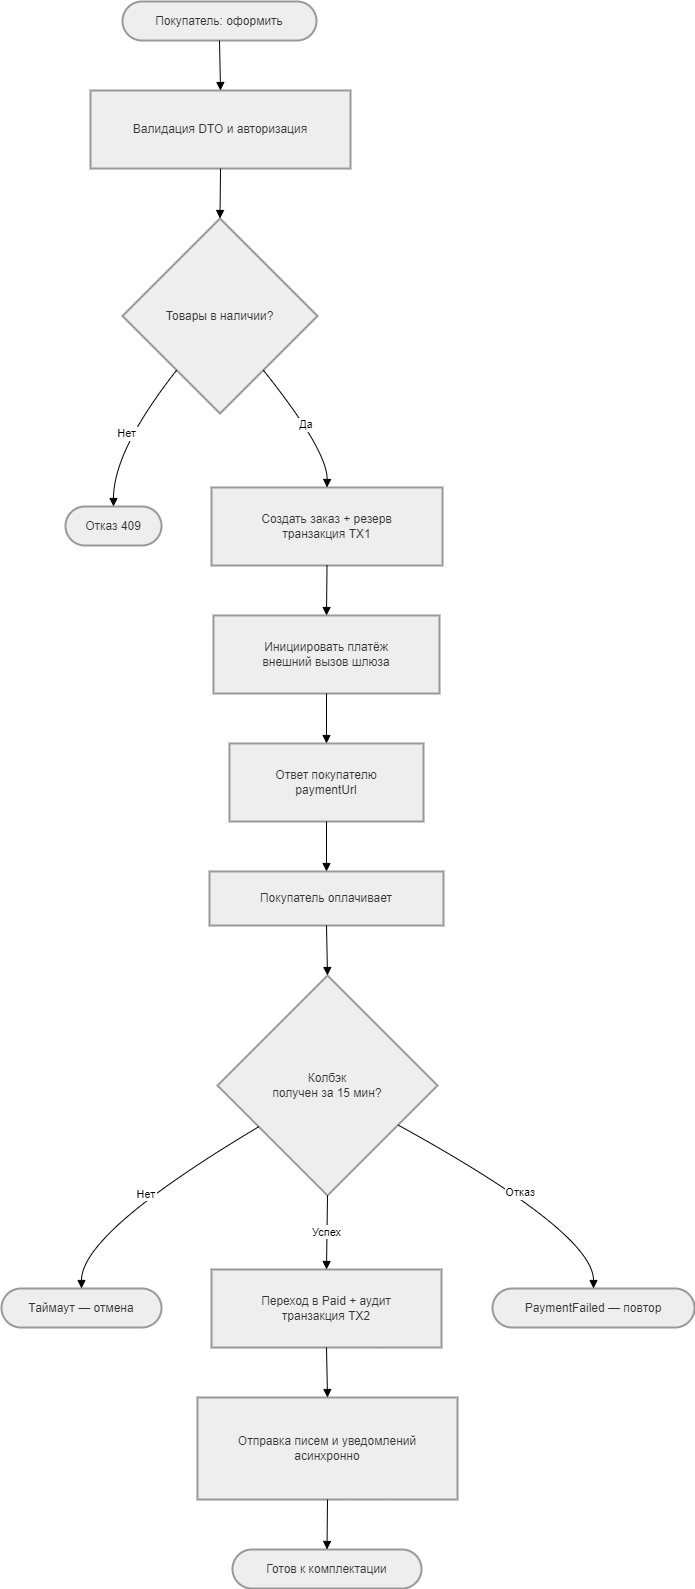 Покупатель: оформить
Валидация DTO и авторизация
Товары в наличии?
Нет
Да
Отказ 409
Создать заказ + резерв
транзакция TX1
Инициировать платёж
внешний вызов шлюза
Ответ покупателю
paymentUrl
Покупатель оплачивает
Колбэк
получен за 15 мин?
Нет
Успех
Отказ
Таймаут — отмена
Переход в Paid + аудит
транзакция TX2
PaymentFailed — повтор
Отправка писем и уведомлений
асинхронно
Готов к комплектации